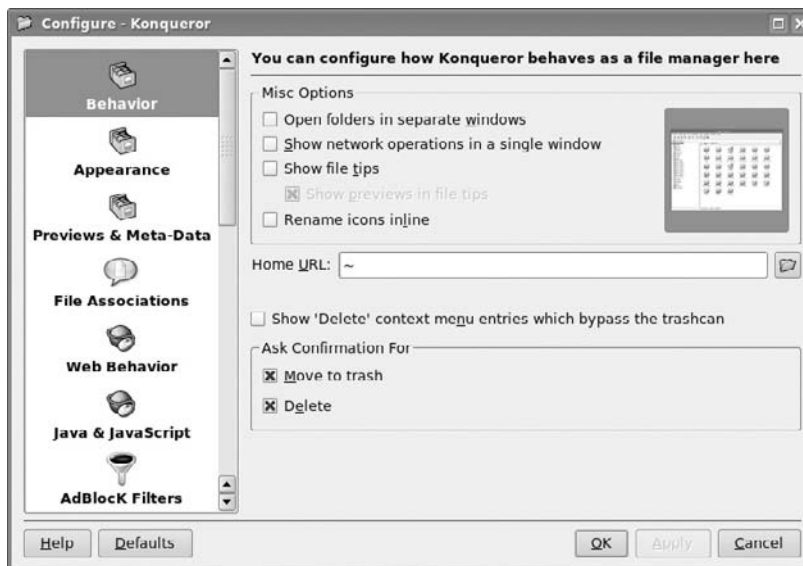 Configure - Konqueror
Behavior
Appearance
Previews & Meta-Data
File Associations
Web Behavior
Java & JavaScript
AdBlocK Filters
You can configure how Konqueror behaves as a file manager here
Misc Options
Open folders in separate windows
Show network operations in a single window
Show file tips
Show previews in file tips
Rename icons inline
Home URL: ~
Show 'Delete' context menu entries which bypass the trashcan
Ask Confirmation For
Move to trash
Delete
Help Defaults OK Apply Cancel